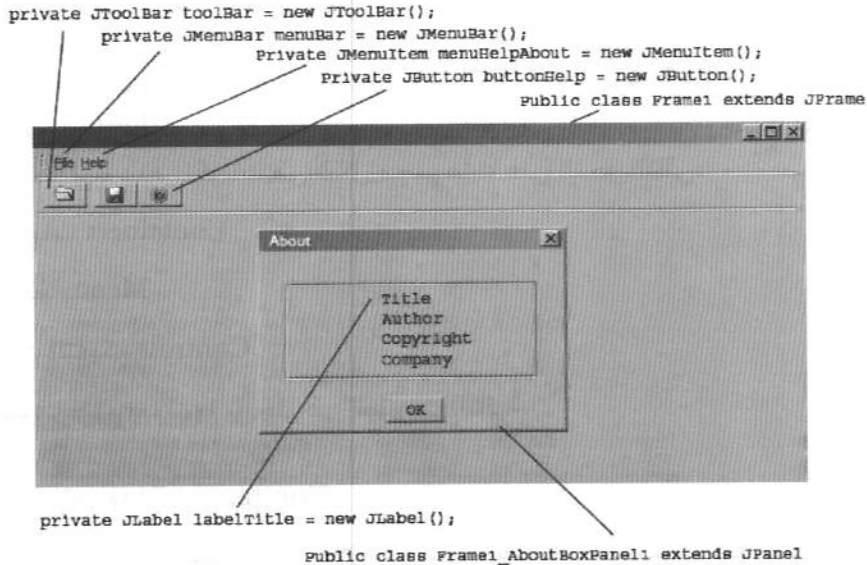 private JToolBar toolBar = new JToolBar();
private JMenuBar menuBar = new JMenuBar();
Private JMenuItem menuHelpAbout = new JMenuItem();
Private JButton buttonHelp = new JButton();
Public class Frame1 extends JFrame
File Help
About
Title
Author
Copyright
Company
OK
private JLabel labelTitle = new JLabel();
Public class Frame1_AboutBoxPanel1 extends JPanel